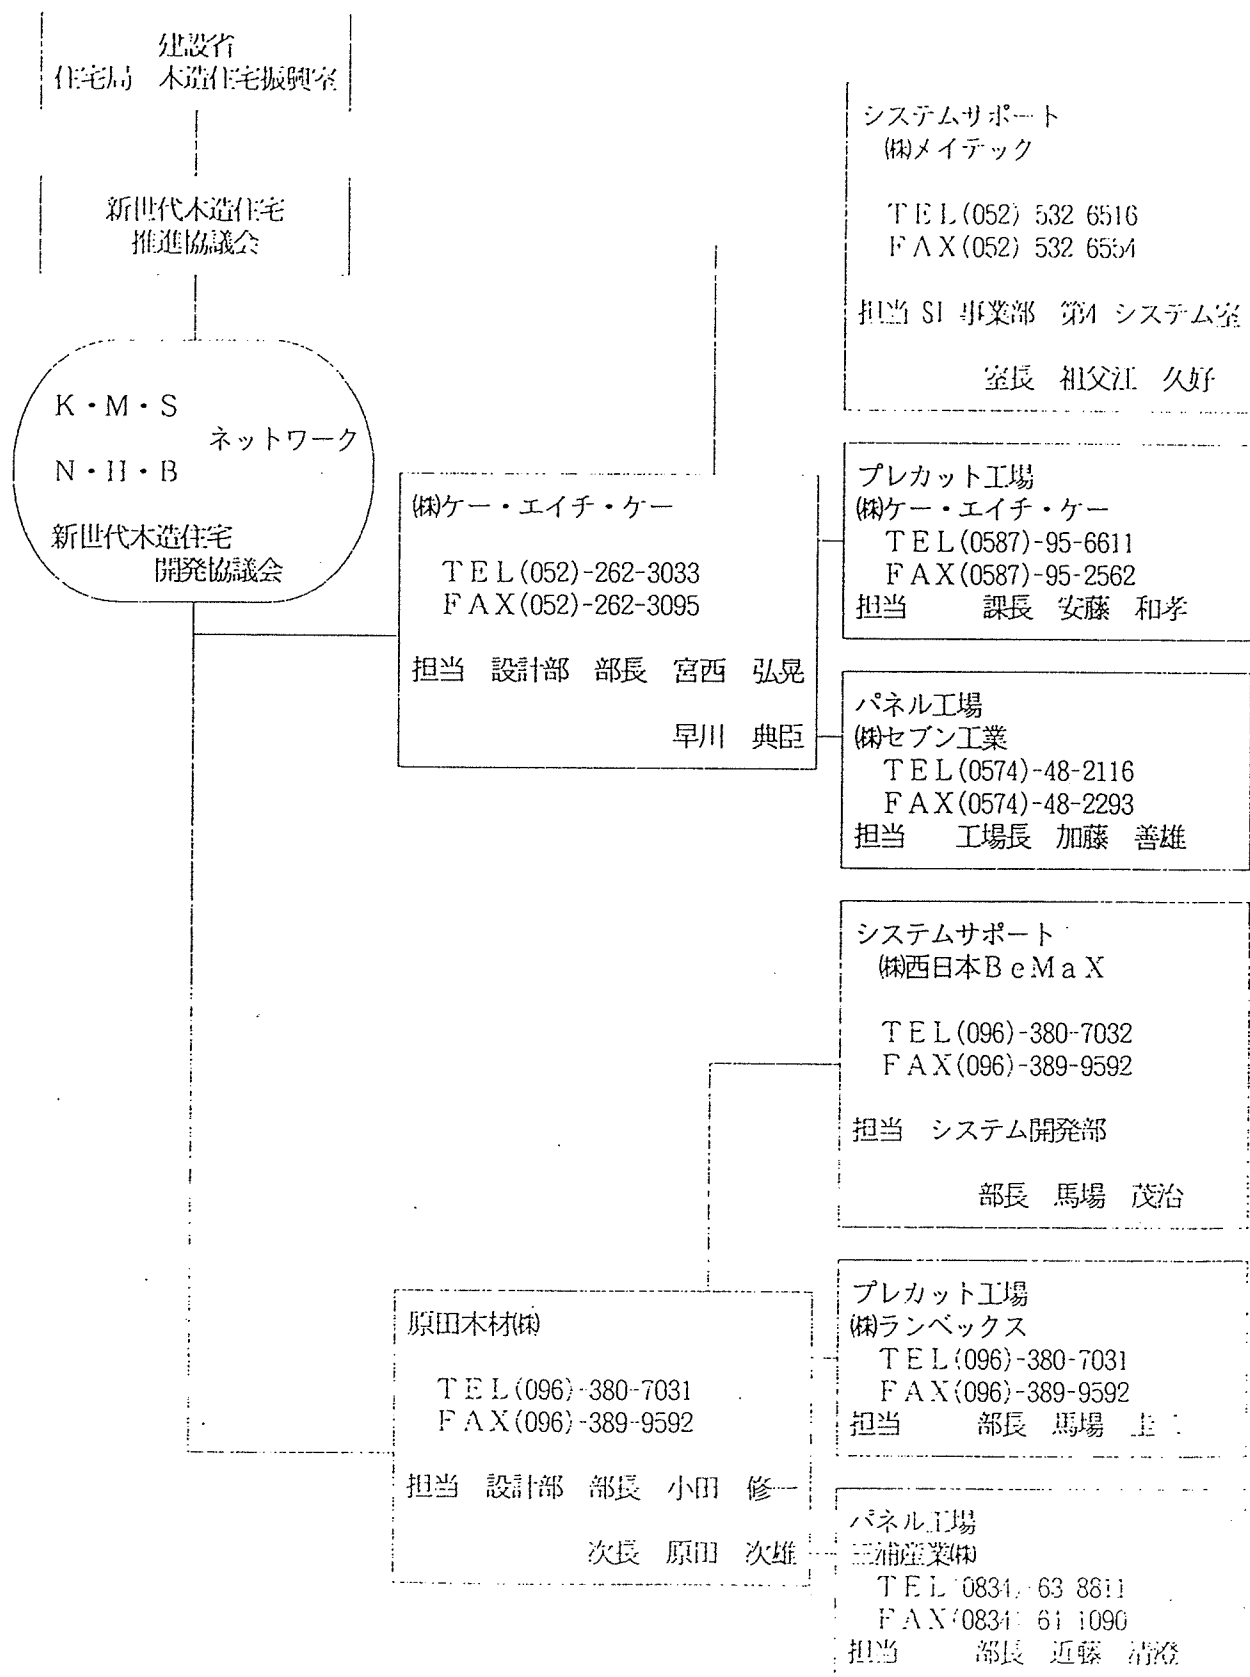 建設省
住宅局 木造住宅振興室
新世代木造住宅
推進協議会
K・M・S
ネットワーク
N・H・B
新世代木造住宅
開発協議会
㈱ケー・エイチ・ケー
TEL(052)-262-3033
FAX(052)-262-3095
担当 設計部 部長 宮西 弘晃
早川 典臣
システムサポート
㈱メイテック
TEL(052) 532 6516
FAX(052) 532 6554
担当 SI 事業部 第4 システム室
室長 祖父江 久好
プレカット工場
㈱ケー・エイチ・ケー
TEL(0587)-95-6611
FAX(0587)-95-2562
担当 課長 安藤 和孝
パネル工場
㈱セブン工業
TEL(0574)-48-2116
FAX(0574)-48-2293
担当 工場長 加藤 善雄
原田木材㈱
TEL(096)-380-7031
FAX(096)-389-9592
担当 設計部 部長 小田 修一
次長 原田 次雄
システムサポート
㈱西日本BeMaX
TEL(096)-380-7032
FAX(096)-389-9592
担当 システム開発部
部長 馬場 茂治
プレカット工場
㈱ランベックス
TEL(096)-380-7031
FAX(096)-389-9592
担当 部長 馬場
パネル工場
三浦産業㈱
TEL(0834) 63 8811
FAX(0834) 61 1090
担当 部長 近藤 清澄